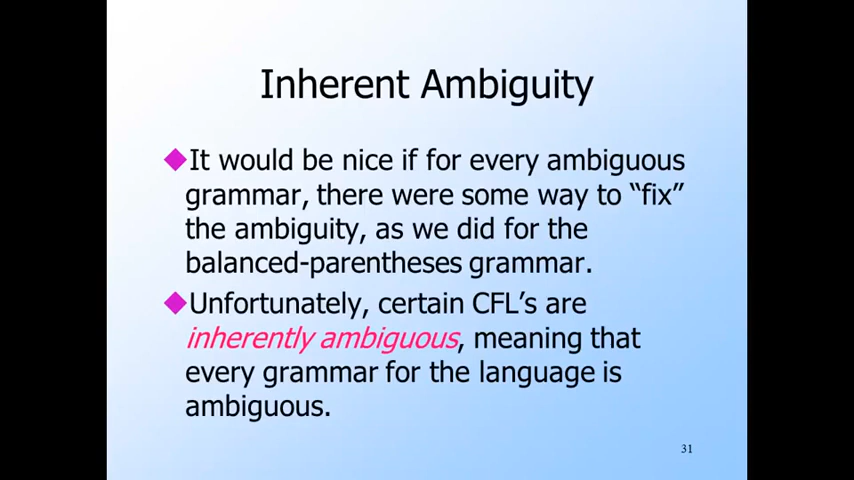 Inherent Ambiguity
It would be nice if for every ambiguous
grammar, there were some way to “fix”
the ambiguity, as we did for the
balanced-parentheses grammar.
Unfortunately, certain CFL’s are
inherently ambiguous, meaning that
every grammar for the language is
ambiguous.
31